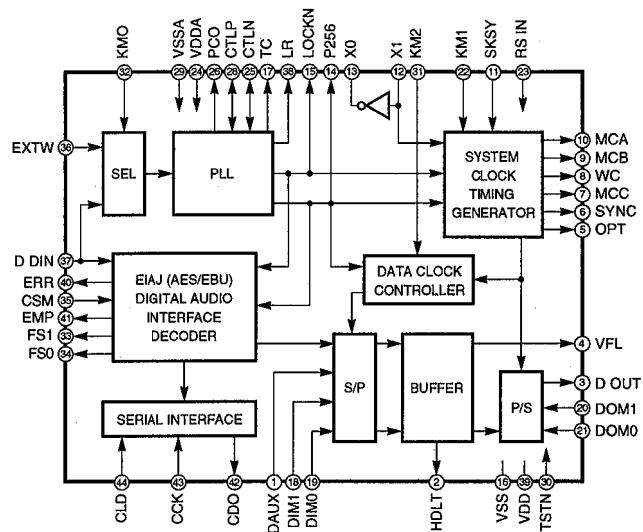 KMO
VSSA
VDDA
PCO
CTLP
CTLN
TC
LR
LOCKN
P256
X0
X1
KM2
KM1
SKSY
RS IN
32
29
24
26
28
25
17
38
15
14
13
12
31
22
11
23
EXTW 36
SEL
PLL
SYSTEM
CLOCK
TIMING
GENERATOR
10 MCA
9 MCB
8 WC
7 MCC
6 SYNC
5 OPT
D DIN 37
ERR 40
CSM 35
EMP 41
FS1 33
FS0 34
EIAJ (AES/EBU)
DIGITAL AUDIO
INTERFACE
DECODER
DATA CLOCK
CONTROLLER
S/P
BUFFER
P/S
4 VFL
3 D OUT
20 DOM1
21 DOM0
SERIAL INTERFACE
44
43
42
1
18
19
2
16
39
30
CLD
CCK
CDO
DAUX
DIM1
DIM0
HDLT
VSS
VDD
TSTN